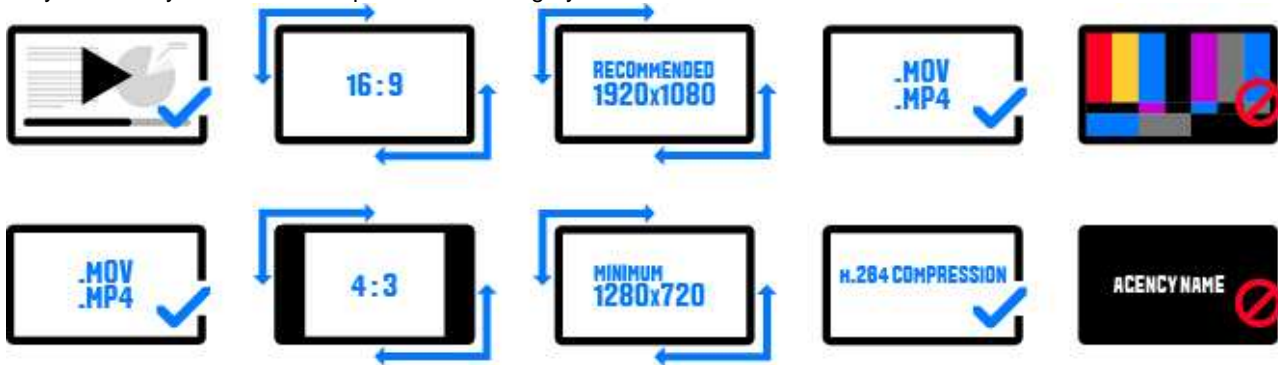 16:9
RECOMMENDED
1920x1080
.MOV
.MP4
.MOV
.MP4
4:3
MINIMUM
1280x720
H.264 COMPRESSION
AGENCY NAME